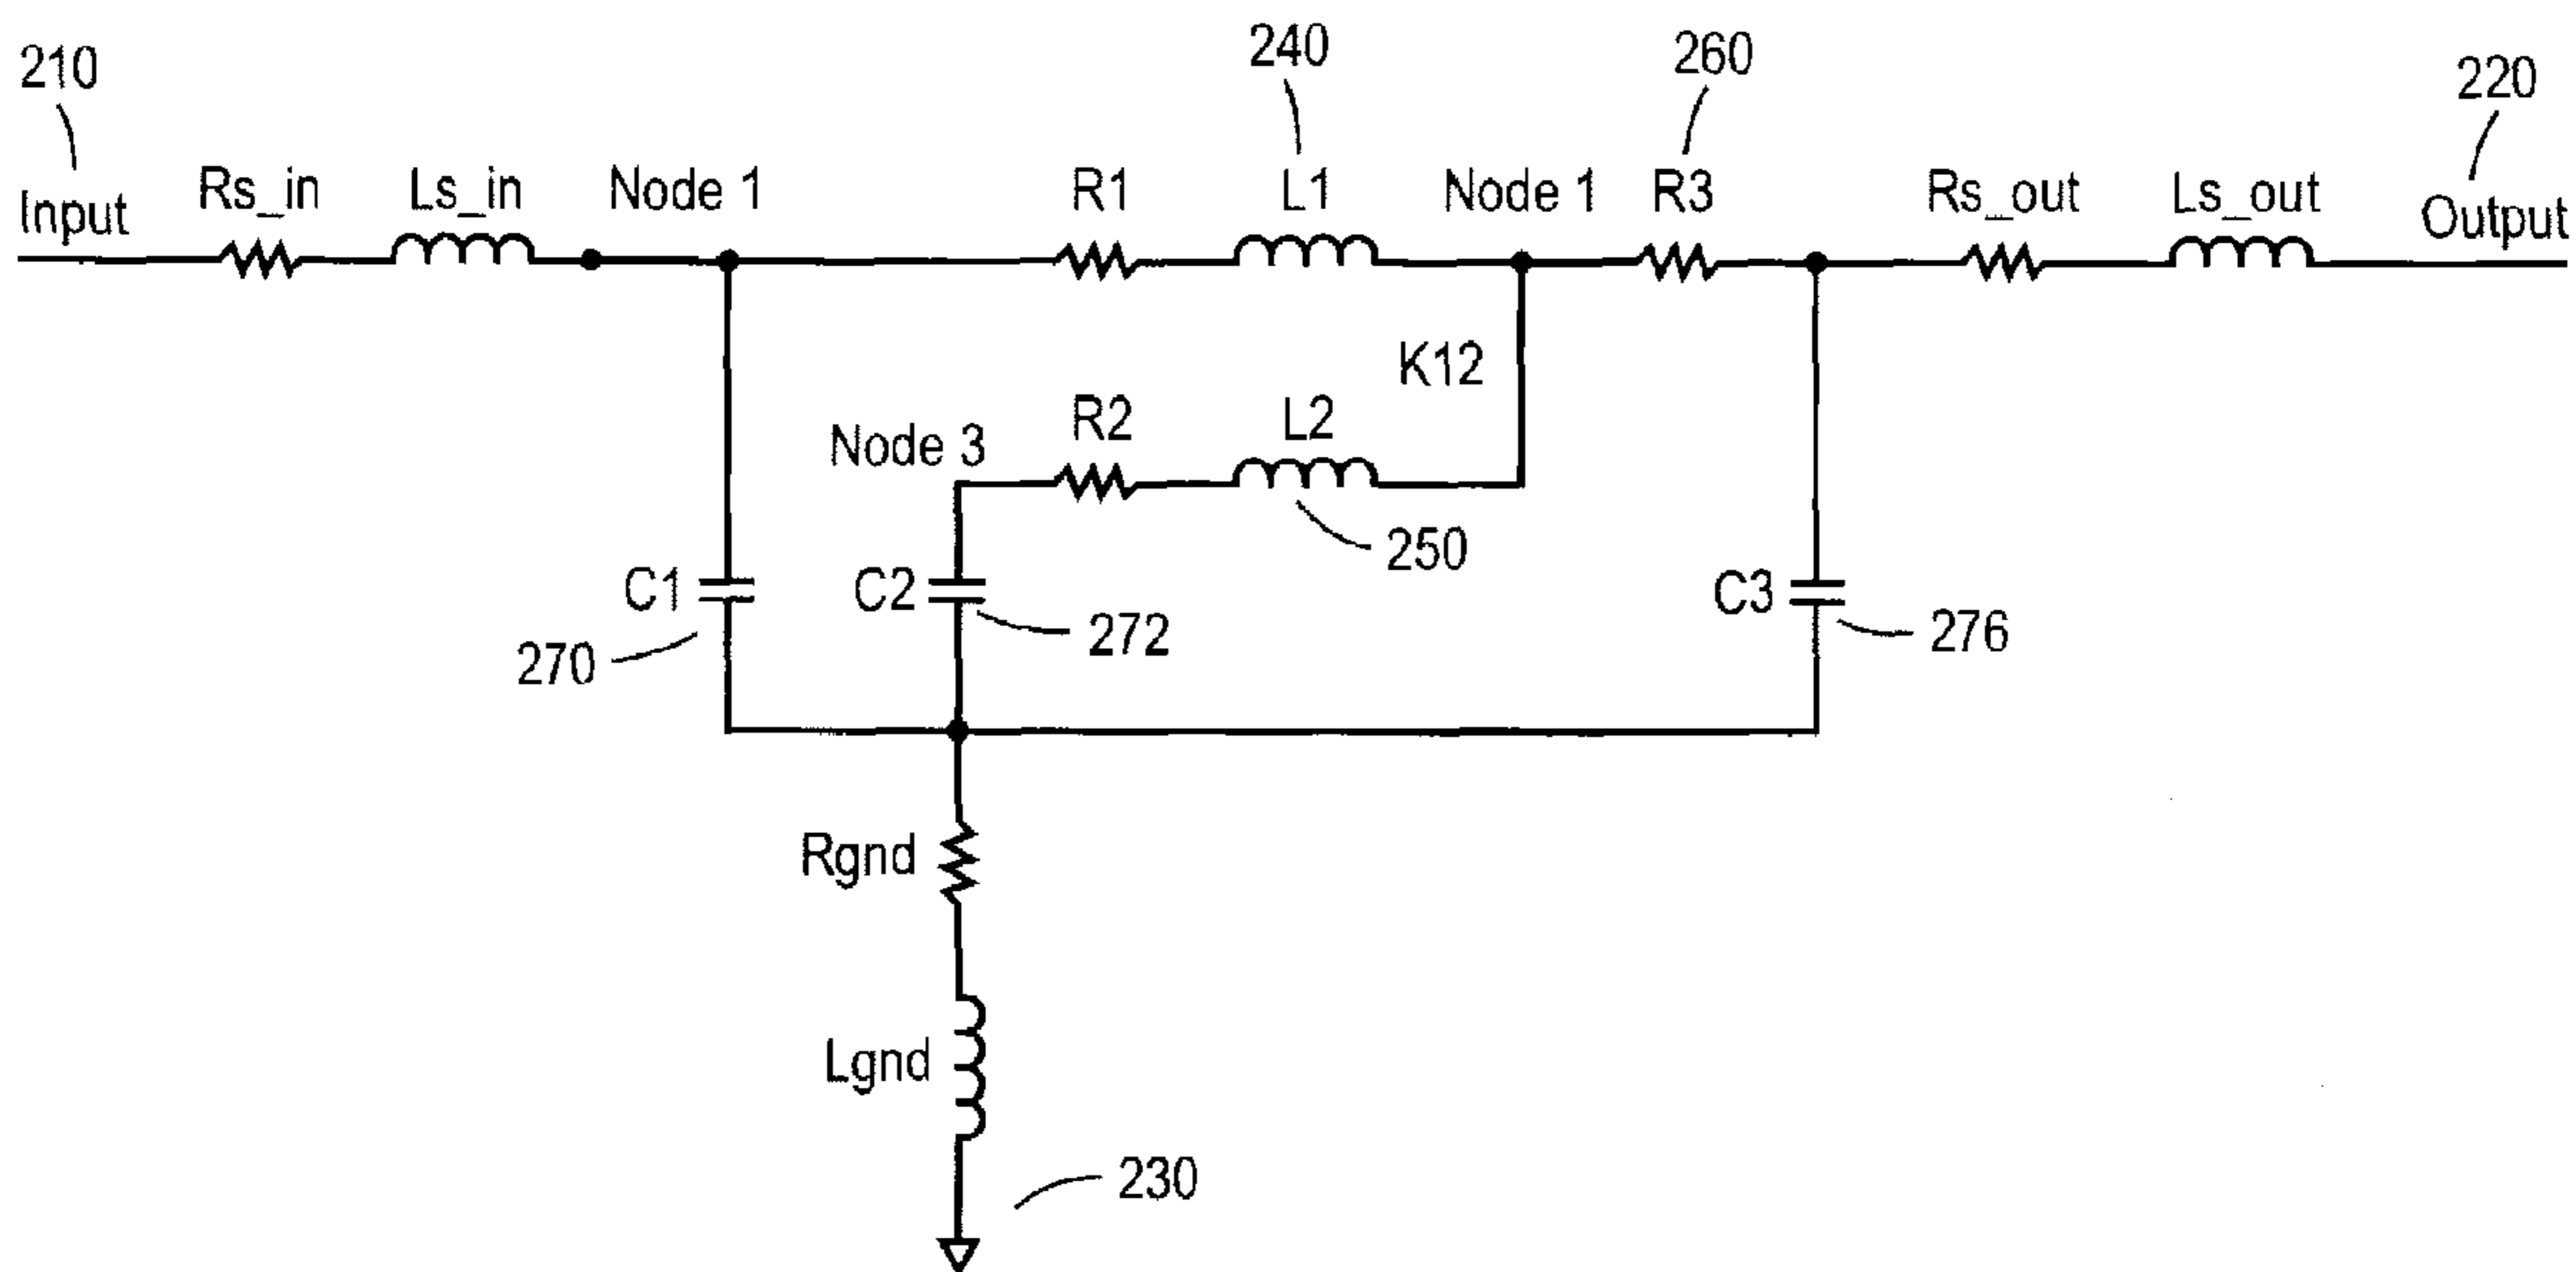 210
240
260
220
Input
Rs_in
Ls_in
Node 1
R1
L1
Node 1
R3
Rs_out
Ls_out
Output
K12
Node 3
R2
L2
250
C1
270
C2
272
C3
276
Rgnd
Lgnd
230